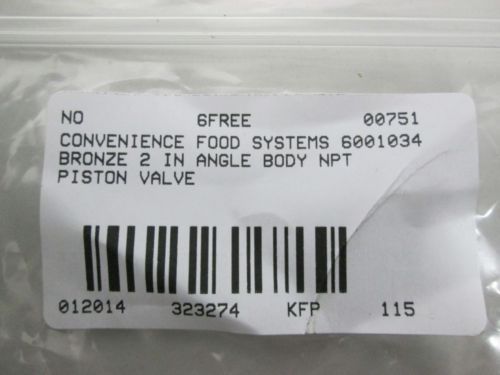 NO 6FREE 00751
CONVENIENCE FOOD SYSTEMS 6001034
BRONZE 2 IN ANGLE BODY NPT
PISTON VALVE
012014 323274 KFP 115